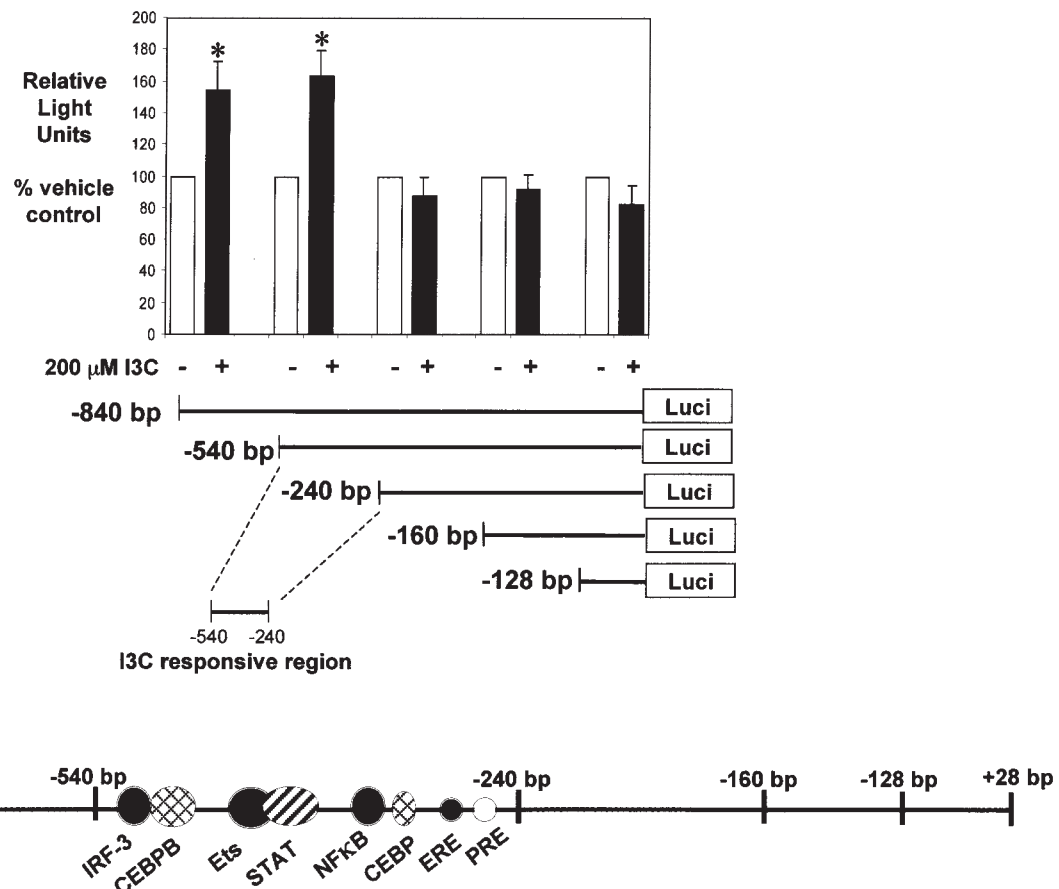 200
180
160
140
120
100
80
60
40
20
0
Relative
Light
Units
% vehicle
control
*
*
200 μM I3C - + - + - + - + - +
-840 bp Luci
-540 bp Luci
-240 bp Luci
-160 bp Luci
-128 bp Luci
-540 -240
I3C responsive region
-540 bp -240 bp -160 bp -128 bp +28 bp
IRF-3 CEBPB Ets STAT NFκB CEBP ERE PRE